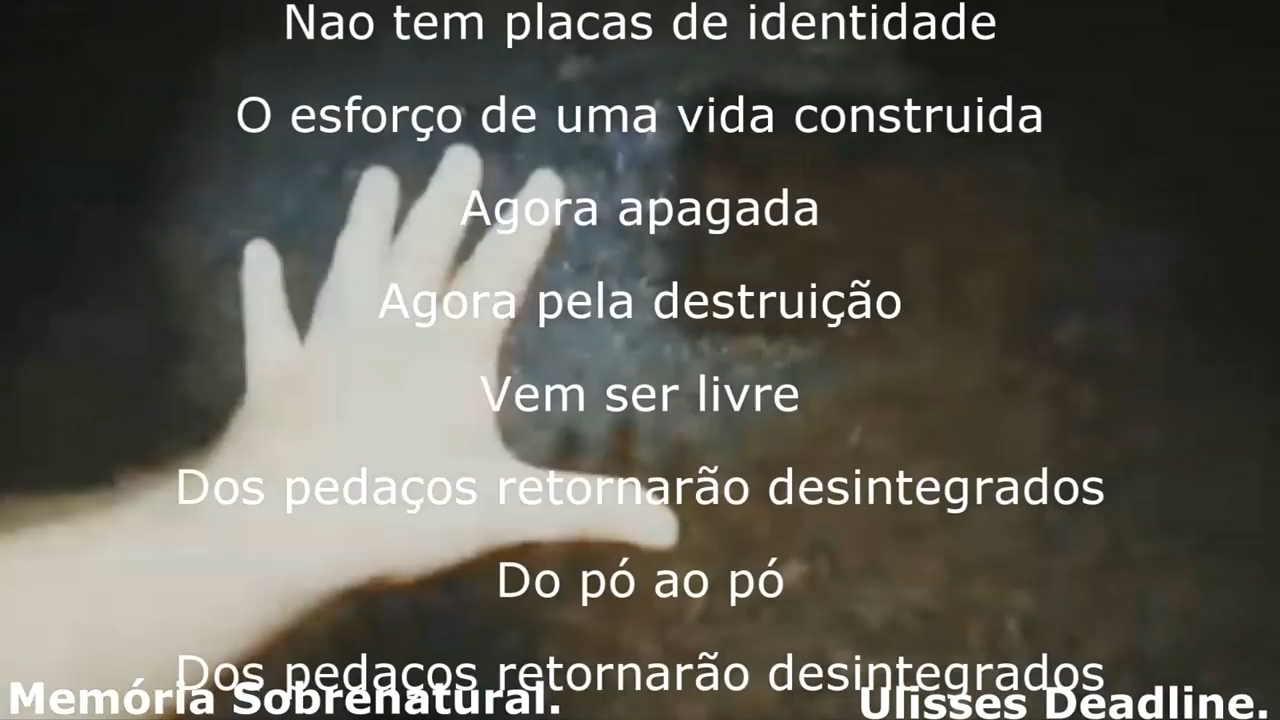 Nao tem placas de identidade
O esforço de uma vida construida
Agora apagada
Agora pela destruição
Vem ser livre
Dos pedaços retornarão desintegrados
Do pó ao pó
Dos pedaços retornarão desintegrados
Memória Sobrenatural.
Ulisses Deadline.